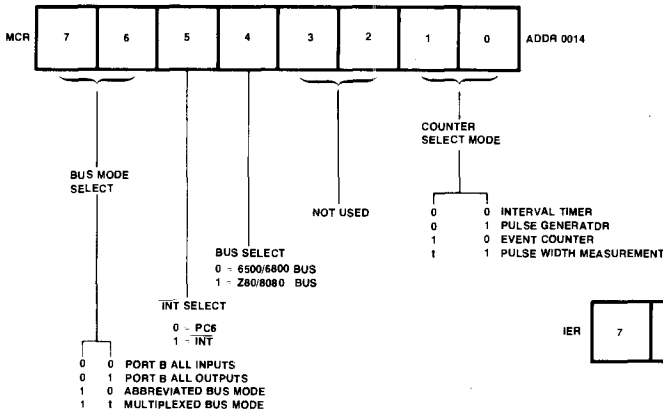 MCR 7 6 5 4 3 2 1 0 ADDR 0014
COUNTER
SELECT MODE
BUS MODE
SELECT
NOT USED
0 0 INTERVAL TIMER
0 1 PULSE GENERATOR
1 0 EVENT COUNTER
1 1 PULSE WIDTH MEASUREMENT
BUS SELECT
0 = 6500/6800 BUS
1 = Z80/8080 BUS
INT SELECT
0 = PC6
1 = INT
IER 7
0 0 PORT B ALL INPUTS
0 1 PORT B ALL OUTPUTS
1 0 ABBREVIATED BUS MODE
1 1 MULTIPLEXED BUS MODE